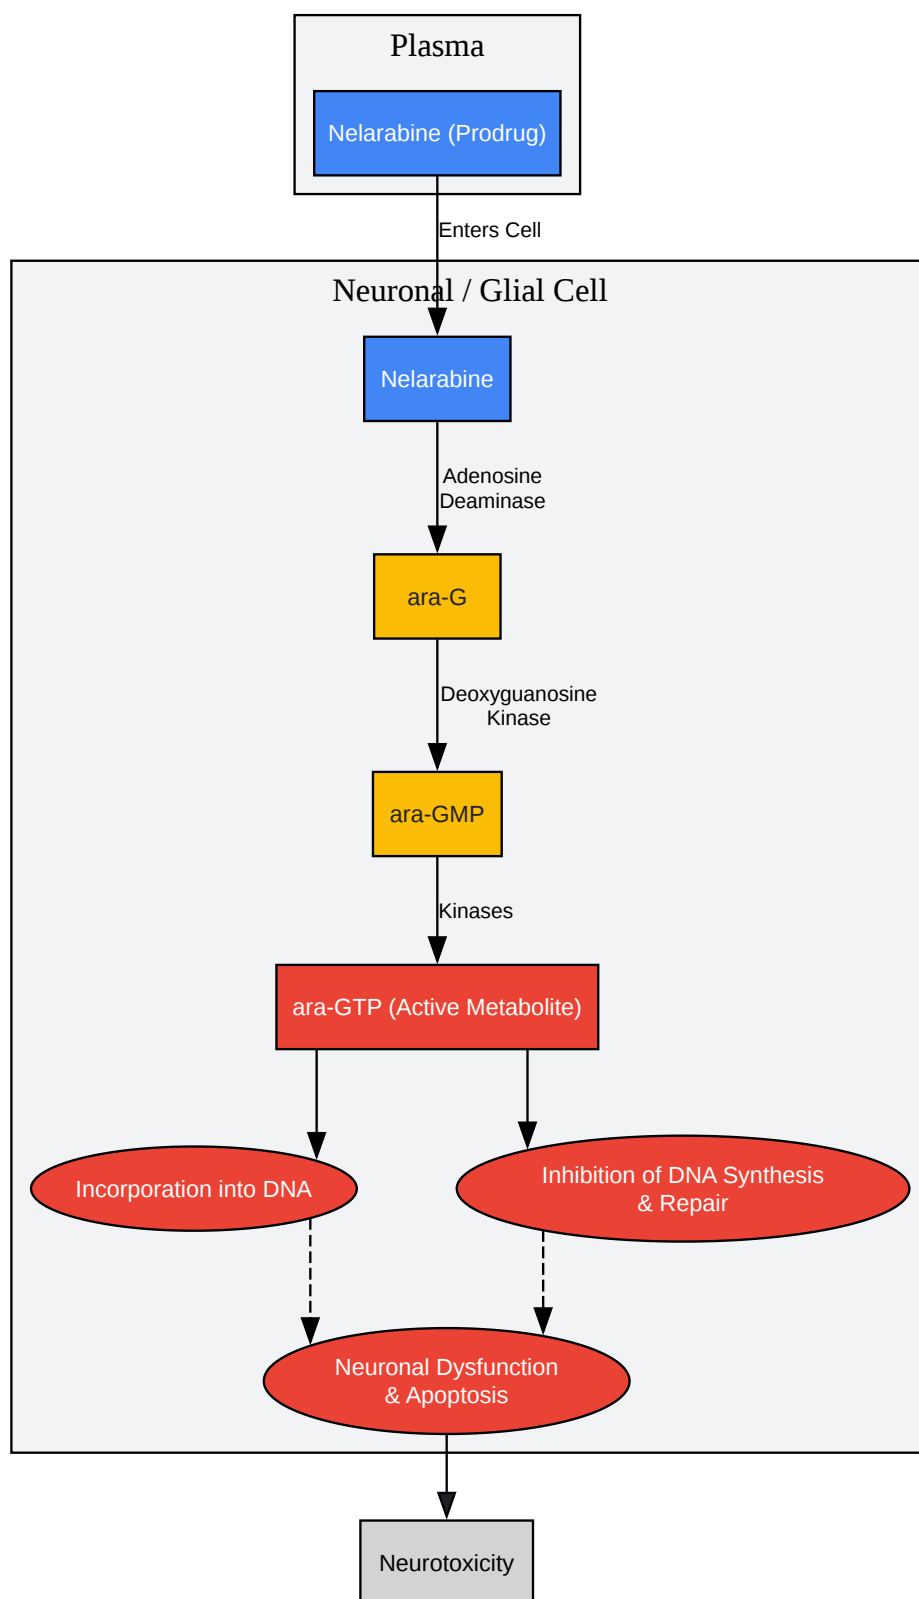 Plasma
Nelarabine (Prodrug)
Enters Cell
Neuronal / Glial Cell
Nelarabine
Adenosine
Deaminase
ara-G
Deoxyguanosine
Kinase
ara-GMP
Kinases
ara-GTP (Active Metabolite)
Incorporation into DNA
Inhibition of DNA Synthesis
& Repair
Neuronal Dysfunction
& Apoptosis
Neurotoxicity